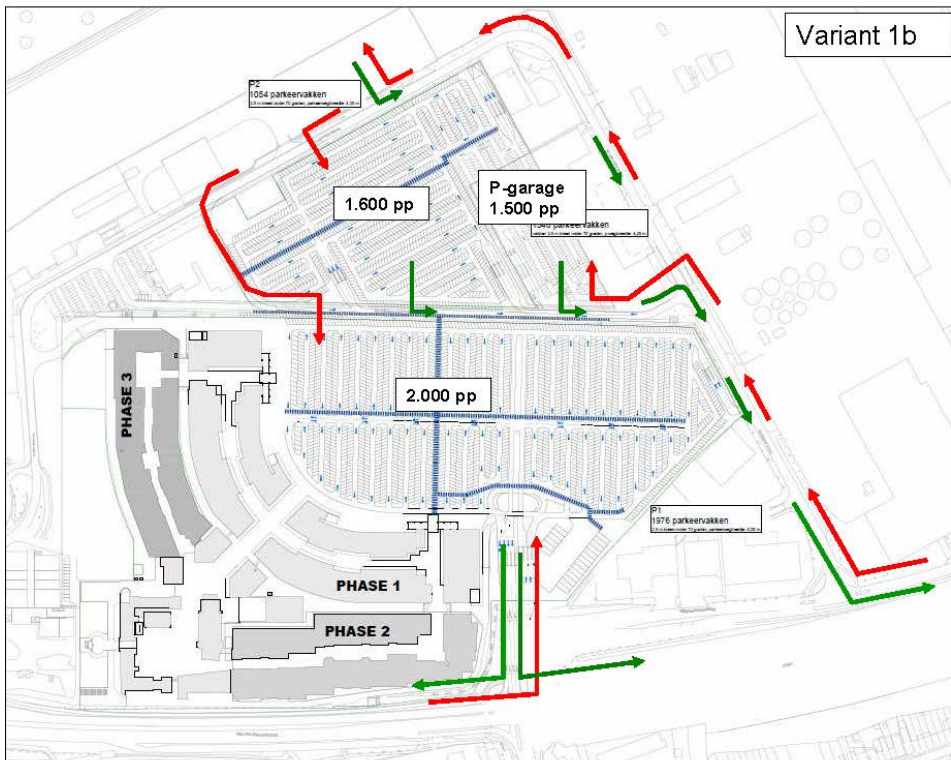 Variant 1b
P2
1054 parkeervakken
1.600 pp
P-garage
1.500 pp
parkeervakken
2.000 pp
PHASE 3
P1
1976 parkeervakken
PHASE 1
PHASE 2